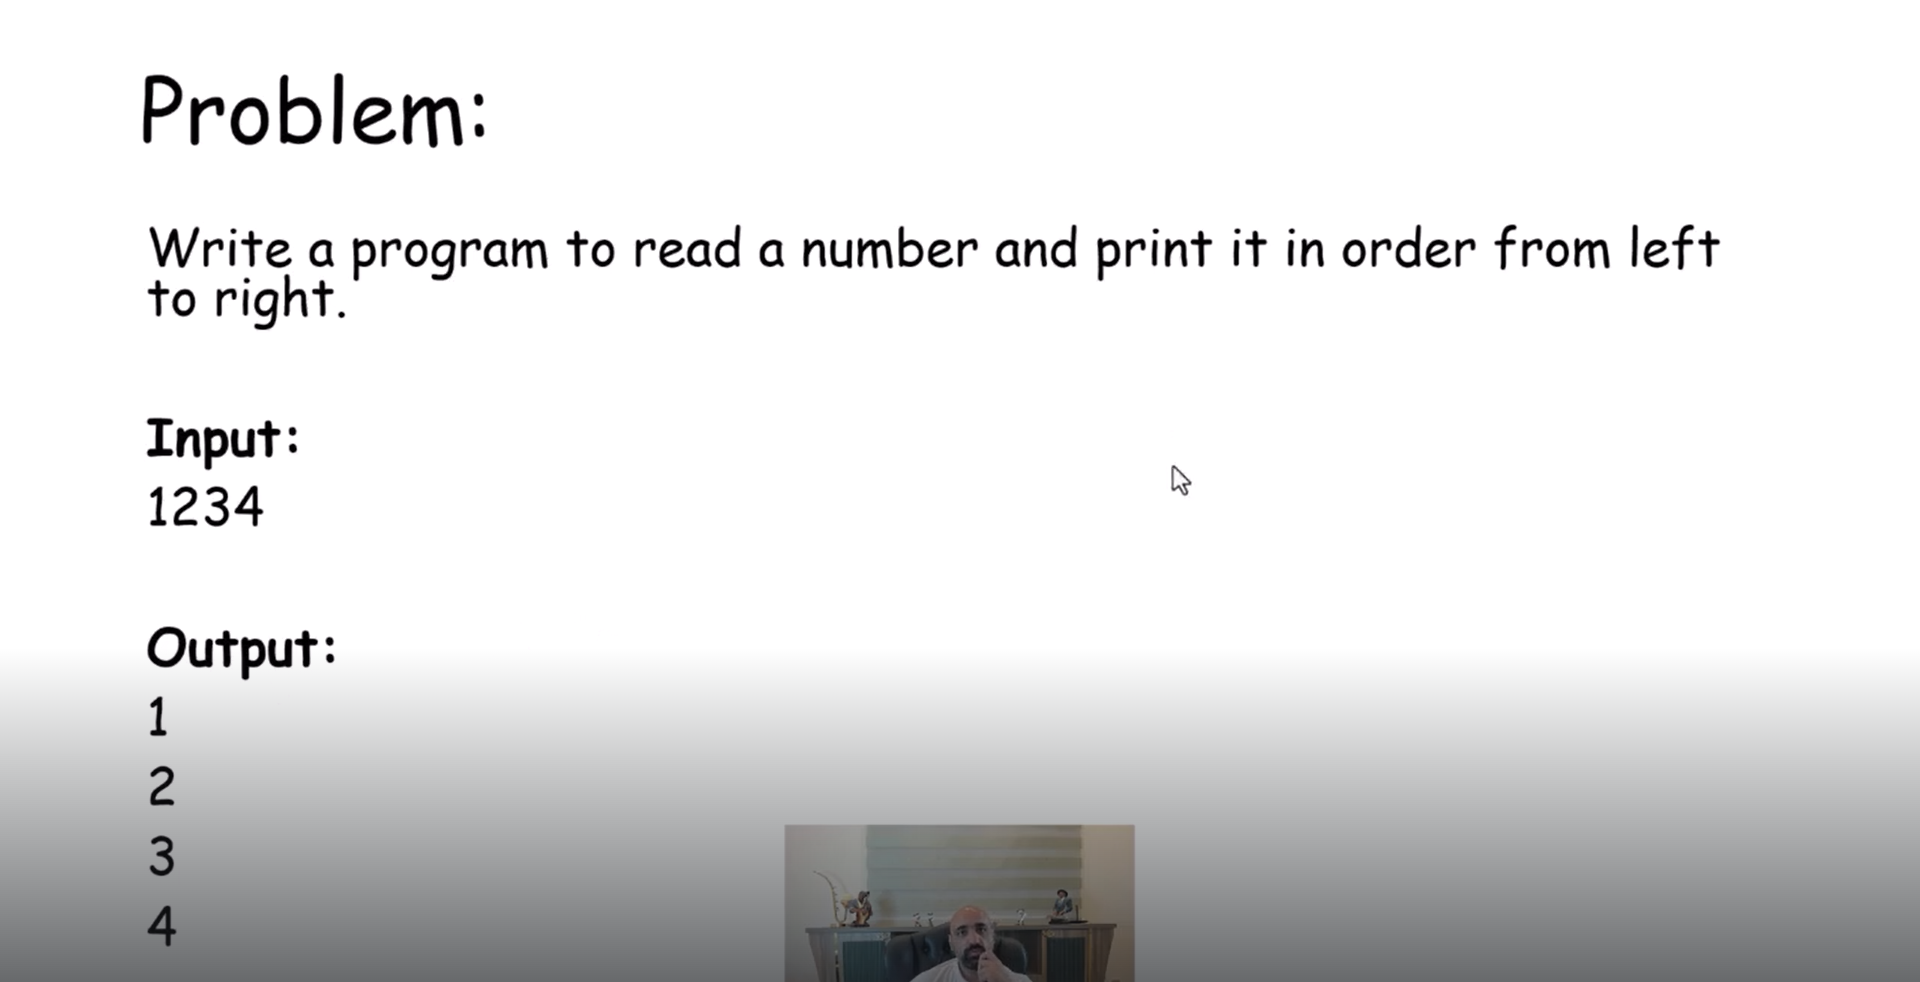 Problem:
Write a program to read a number and print it in order from left
to right.
Input:
1234
Output:
1
2
3
4